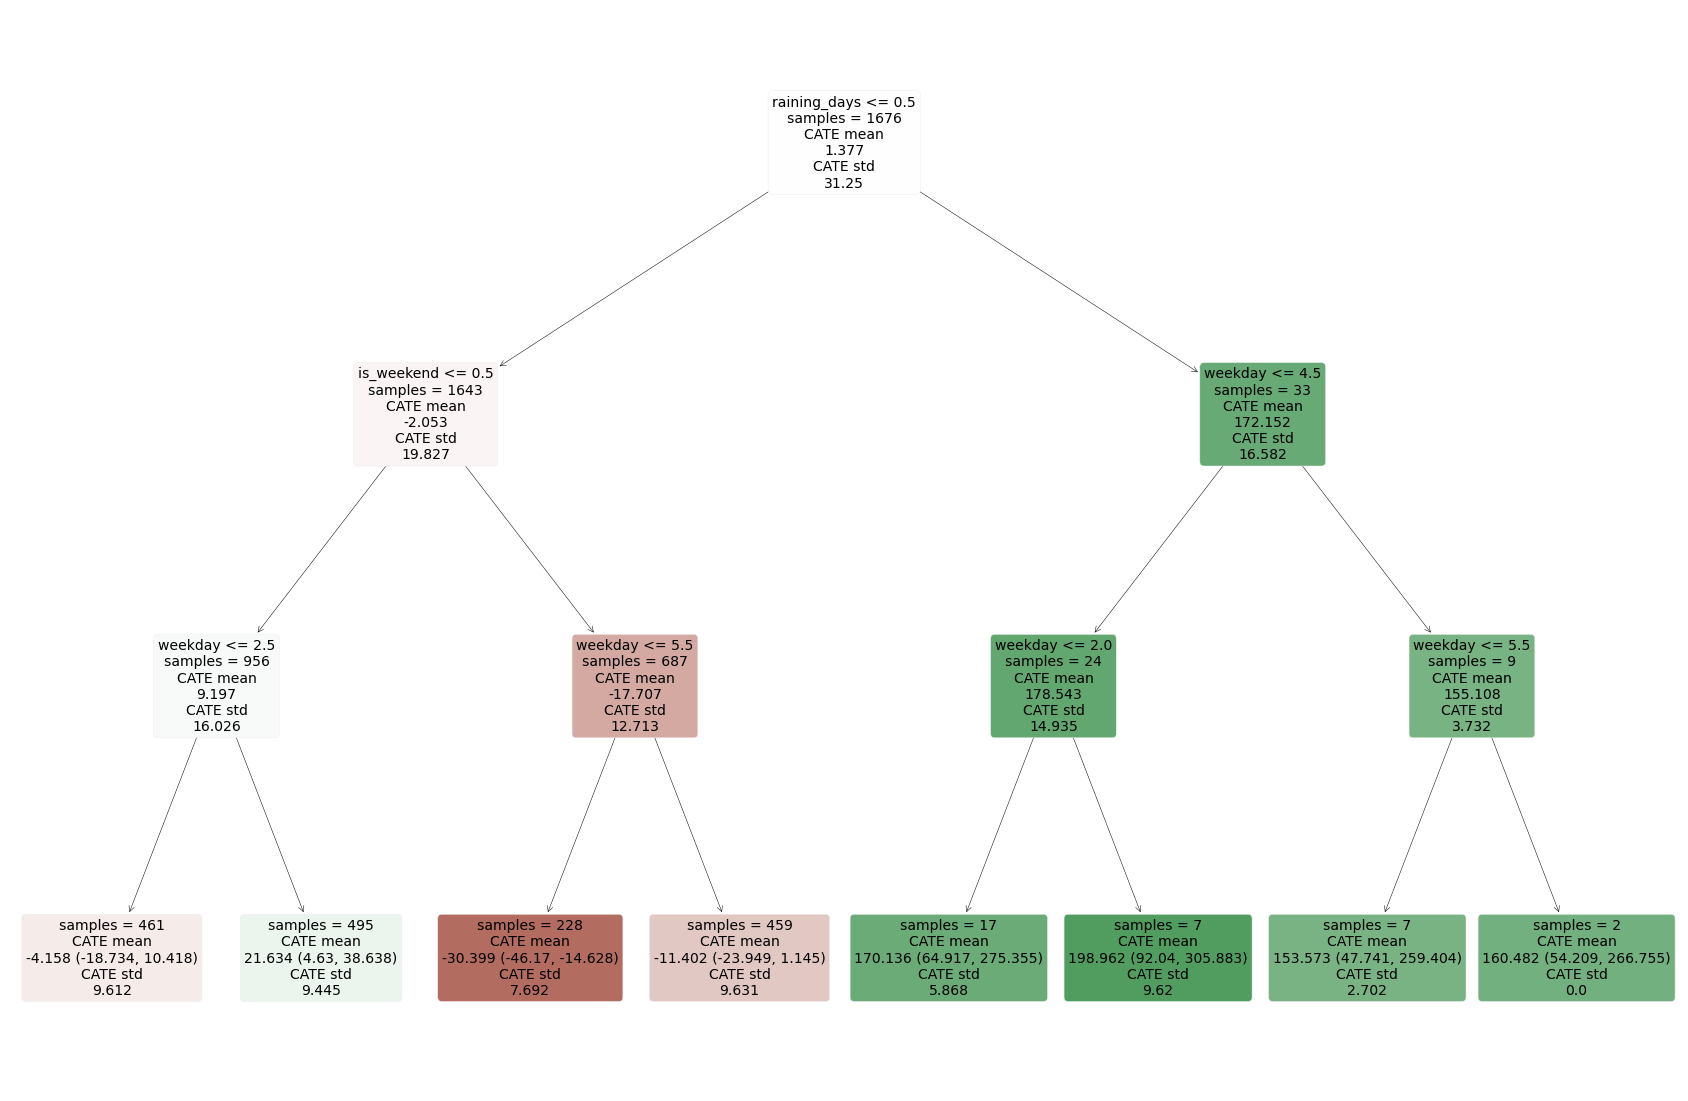 raining_days <= 0.5
samples = 1676
CATE mean
1.377
CATE std
31.25
is_weekend <= 0.5
samples = 1643
CATE mean
-2.053
CATE std
19.827
weekday <= 4.5
samples = 33
CATE mean
172.152
CATE std
16.582
weekday <= 2.5
samples = 956
CATE mean
9.197
CATE std
16.026
weekday <= 5.5
samples = 687
CATE mean
-17.707
CATE std
12.713
weekday <= 2.0
samples = 24
CATE mean
178.543
CATE std
14.935
weekday <= 5.5
samples = 9
CATE mean
155.108
CATE std
3.732
samples = 461
CATE mean
-4.158 (-18.734, 10.418)
CATE std
9.612
samples = 495
CATE mean
21.634 (4.63, 38.638)
CATE std
9.445
samples = 228
CATE mean
-30.399 (-46.17, -14.628)
CATE std
7.692
samples = 459
CATE mean
-11.402 (-23.949, 1.145)
CATE std
9.631
samples = 17
CATE mean
170.136 (64.917, 275.355)
CATE std
5.868
samples = 7
CATE mean
198.962 (92.04, 305.883)
CATE std
9.62
samples = 7
CATE mean
153.573 (47.741, 259.404)
CATE std
2.702
samples = 2
CATE mean
160.482 (54.209, 266.755)
CATE std
0.0